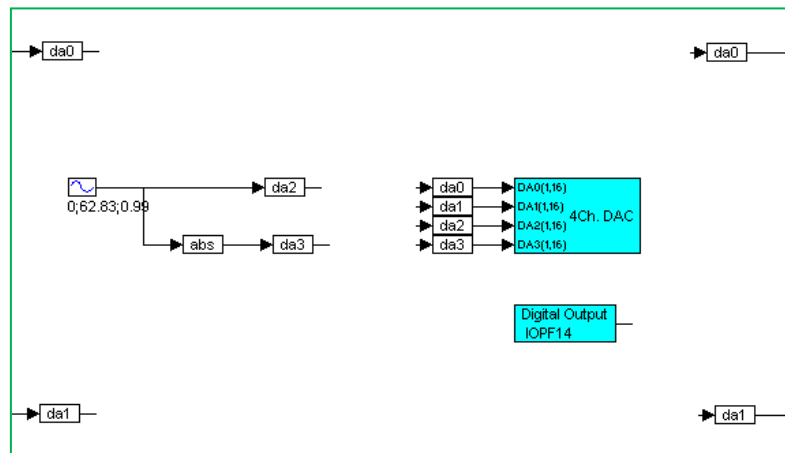 da0
da0
da2
0;62.83;0.99
abs
da3
da0
da1
da2
da3
DA0(1,16)
DA1(1,16)
DA2(1,16)
DA3(1,16)
4Ch. DAC
Digital Output
IOPF14
da1
da1